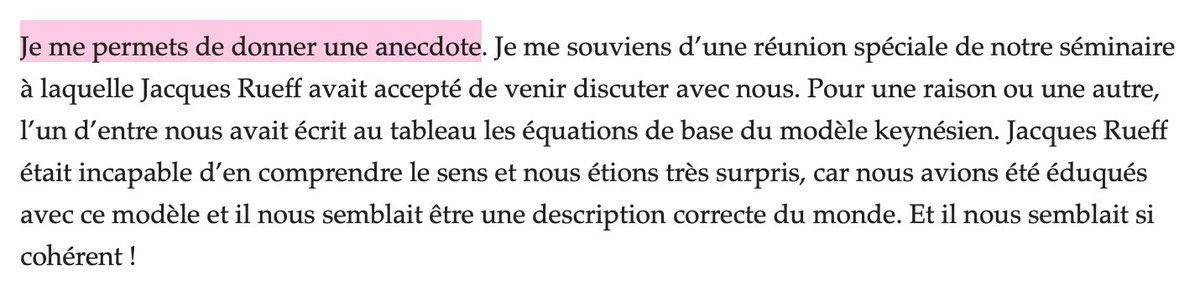 Je me permets de donner une anecdote. Je me souviens d’une réunion spéciale de notre séminaire
à laquelle Jacques Rueff avait accepté de venir discuter avec nous. Pour une raison ou une autre,
l’un d’entre nous avait écrit au tableau les équations de base du modèle keynésien. Jacques Rueff
était incapable d’en comprendre le sens et nous étions très surpris, car nous avions été éduqués
avec ce modèle et il nous semblait être une description correcte du monde. Et il nous semblait si
cohérent !